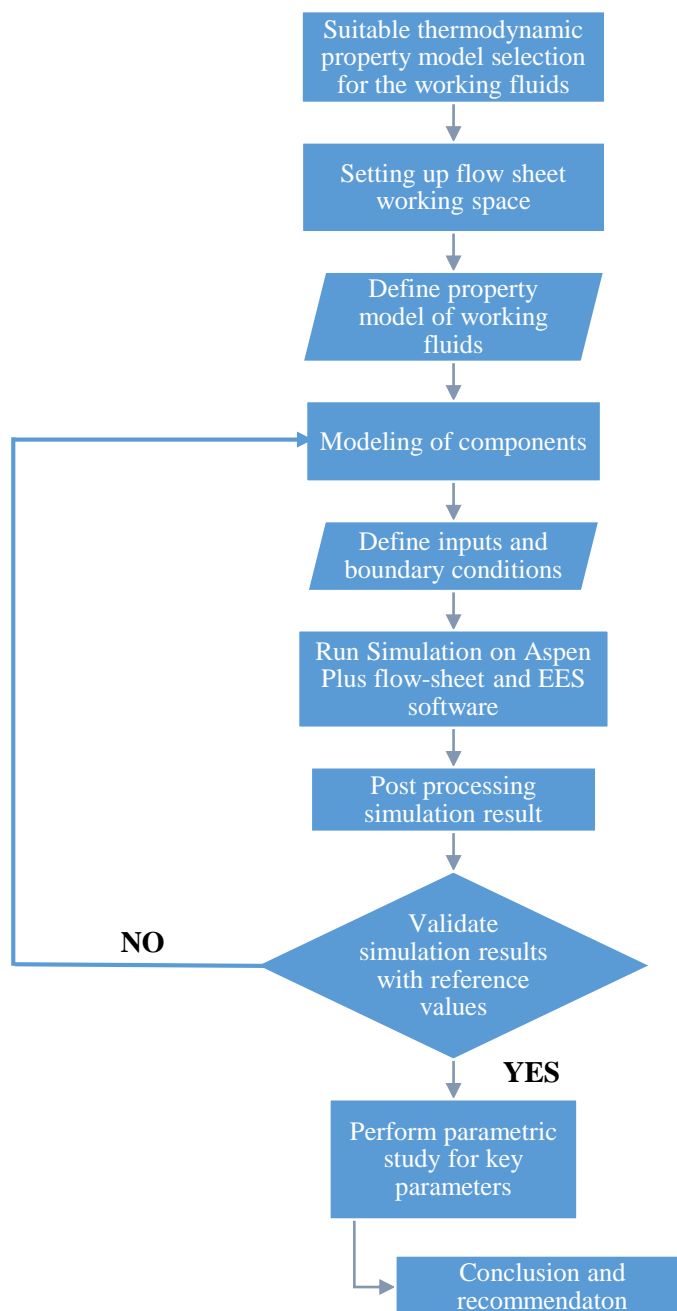 Suitable thermodynamic
property model selection
for the working fluids
Setting up flow sheet
working space
Define property
model of working
fluids
Modeling of components
Define inputs and
boundary conditions
Run Simulation on Aspen
Plus flow-sheet and EES
software
Post processing
simulation result
Validate
simulation results
with reference
values
NO
YES
Perform parametric
study for key
parameters
Conclusion and
recommendaton